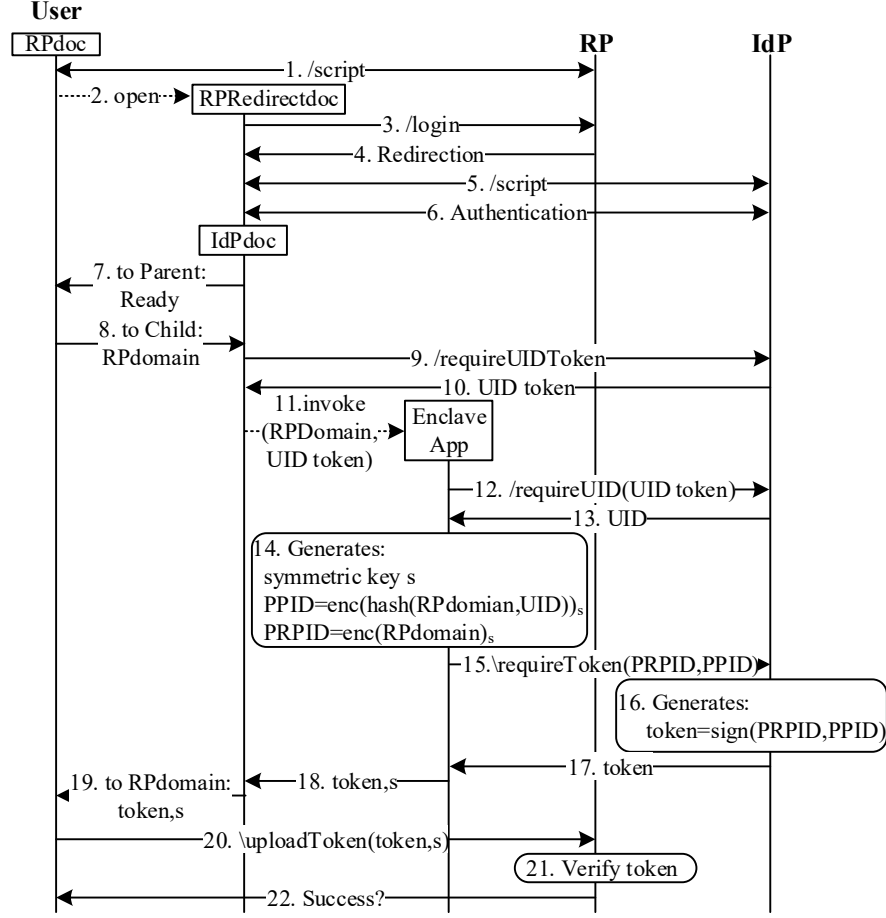 User
RPdoc
RP
IdP
1. /script
2. open
RPRedirectdoc
3. /login
4. Redirection
5. /script
6. Authentication
IdPdoc
7. to Parent:
Ready
8. to Child:
RPdomain
9. /requireUIDToken
10. UID token
11.invoke
(RPDomain,
UID token)
Enclave
App
12. /requireUID(UID token)
13. UID
14. Generates:
symmetric key s
PPID=enc(hash(RPdomian,UID))s
PRPID=enc(RPdomain)s
15.\requireToken(PRPID,PPID)
16. Generates:
token=sign(PRPID,PPID)
17. token
18. token,s
19. to RPdomain:
token,s
20. \uploadToken(token,s)
21. Verify token
22. Success?